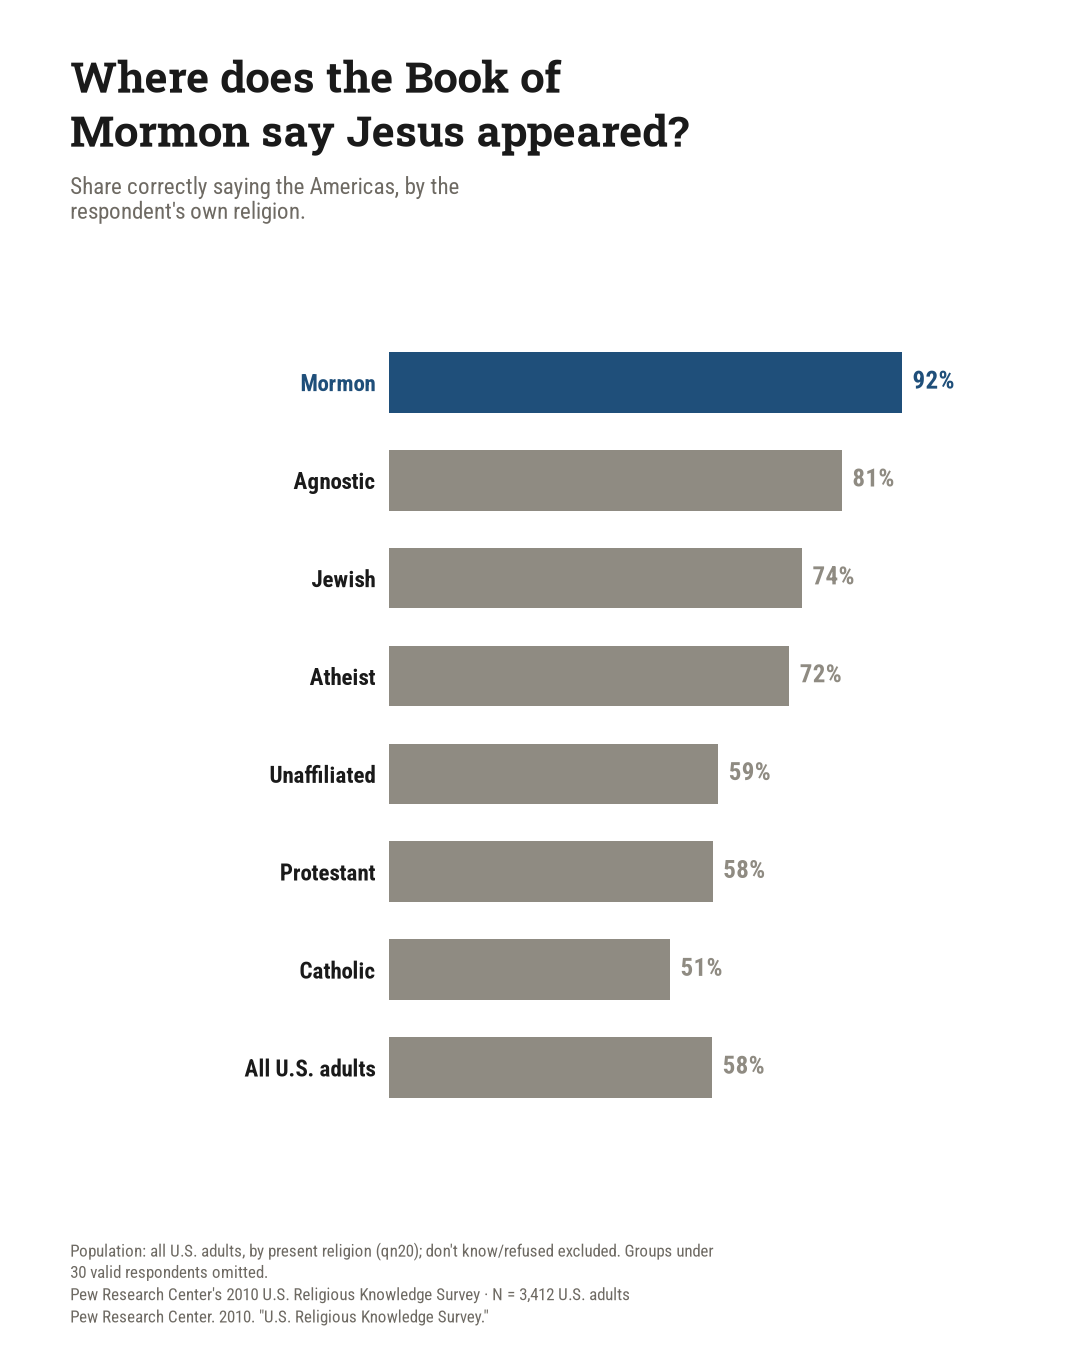 Where does the Book of
Mormon say Jesus appeared?
Share correctly saying the Americas, by the
respondent's own religion.
Mormon 92%
Agnostic 81%
Jewish 74%
Atheist 72%
Unaffiliated 59%
Protestant 58%
Catholic 51%
All U.S. adults 58%
Population: all U.S. adults, by present religion (qn20); don't know/refused excluded. Groups under
30 valid respondents omitted.
Pew Research Center's 2010 U.S. Religious Knowledge Survey · N = 3,412 U.S. adults
Pew Research Center. 2010. "U.S. Religious Knowledge Survey."